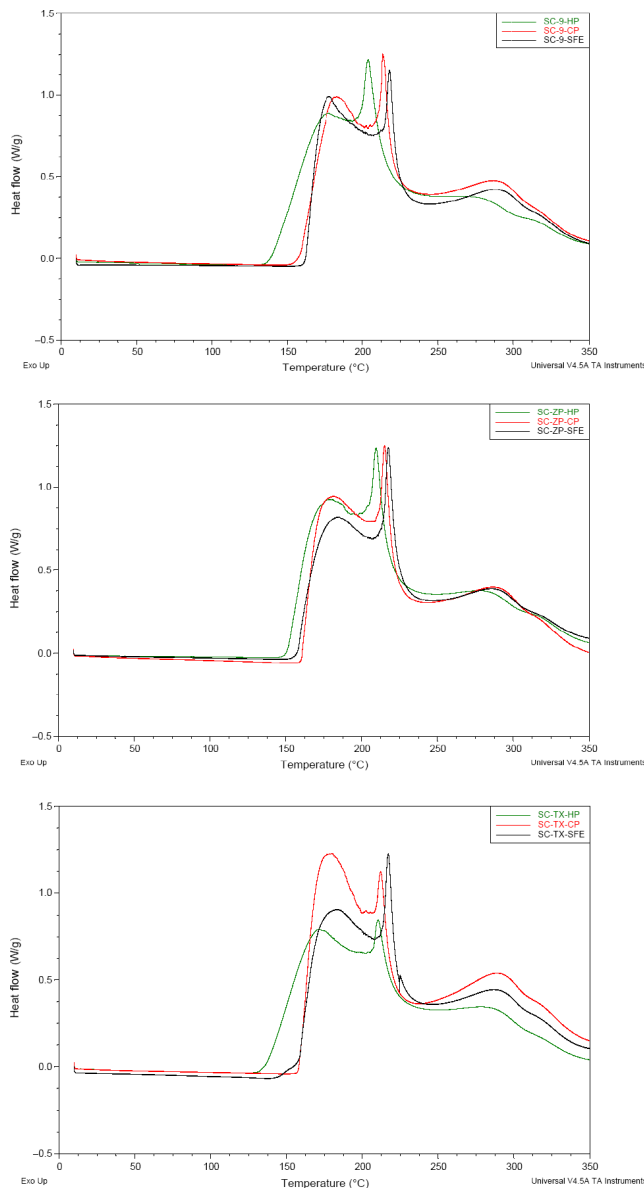 1.5
SC-9-HP
SC-9-CP
SC-9-SFE
1.0
Heat flow (W/g)
0.5
0.0
–0.5
0 50 100 150 200 250 300 350
Exo Up
Temperature (°C)
Universal V4.5A TA Instruments
1.5
SC-ZP-HP
SC-ZP-CP
SC-ZP-SFE
1.0
Heat flow (W/g)
0.5
0.0
–0.5
0 50 100 150 200 250 300 350
Exo Up
Temperature (°C)
Universal V4.5A TA Instruments
1.5
SC-TX-HP
SC-TX-CP
SC-TX-SFE
1.0
Heat flow (W/g)
0.5
0.0
–0.5
0 50 100 150 200 250 300 350
Exo Up
Temperature (°C)
Universal V4.5A TA Instruments